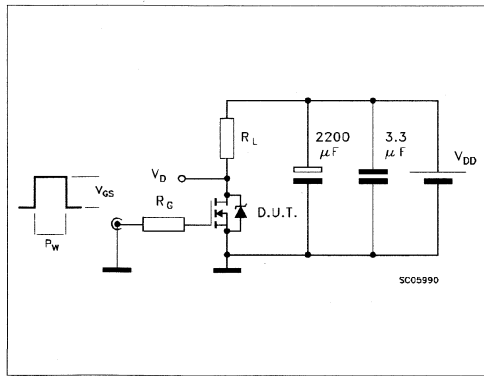 R_L
2200
μF
3.3
μF
V_DD
V_D
V_GS
R_G
D.U.T.
P_W
SC05990